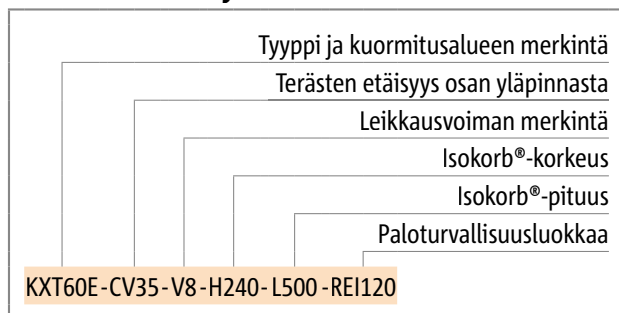 Tyyppi ja kuormitusalueen merkintä
Terästen etäisyys osan yläpinnasta
Leikkausvoiman merkintä
Isokorb®-korkeus
Isokorb®-pituus
Paloturvallisuusluokkaa
KXT60E-CV35-V8-H240-L500-REI120